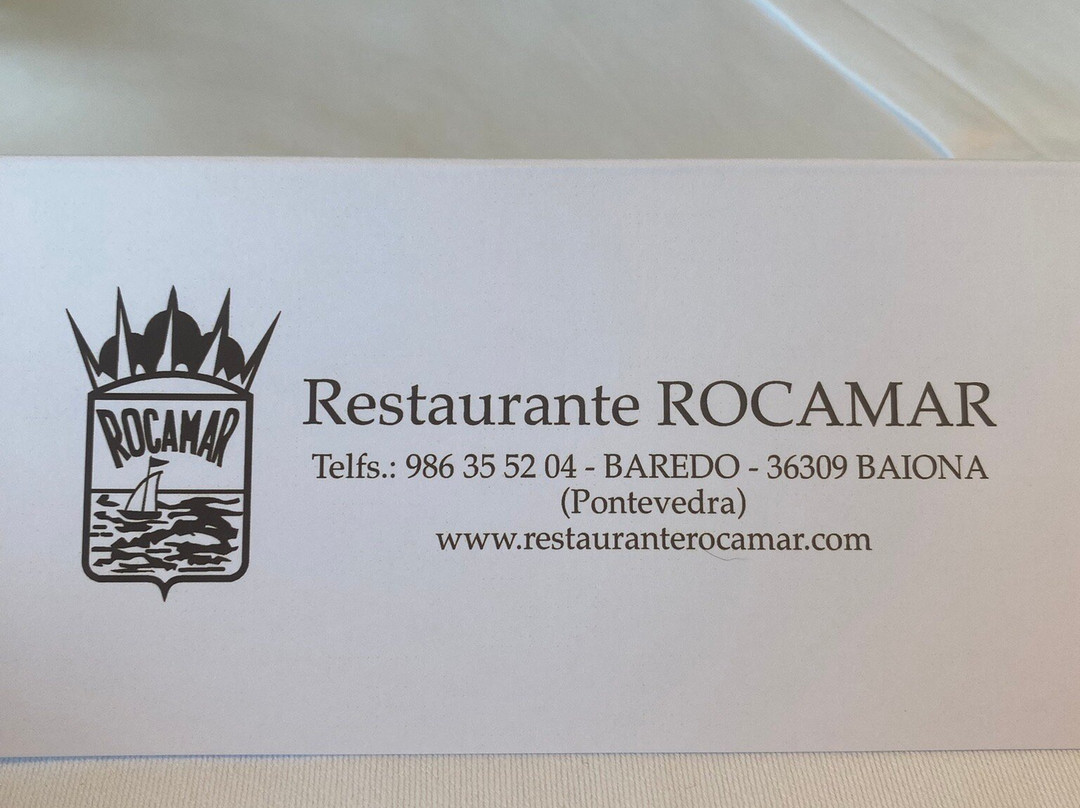 ROCAMAR
Restaurante ROCAMAR
Telfs.: 986 35 52 04 - BAREDO - 36309 BAIONA
(Pontevedra)
www.restauranterocamar.com